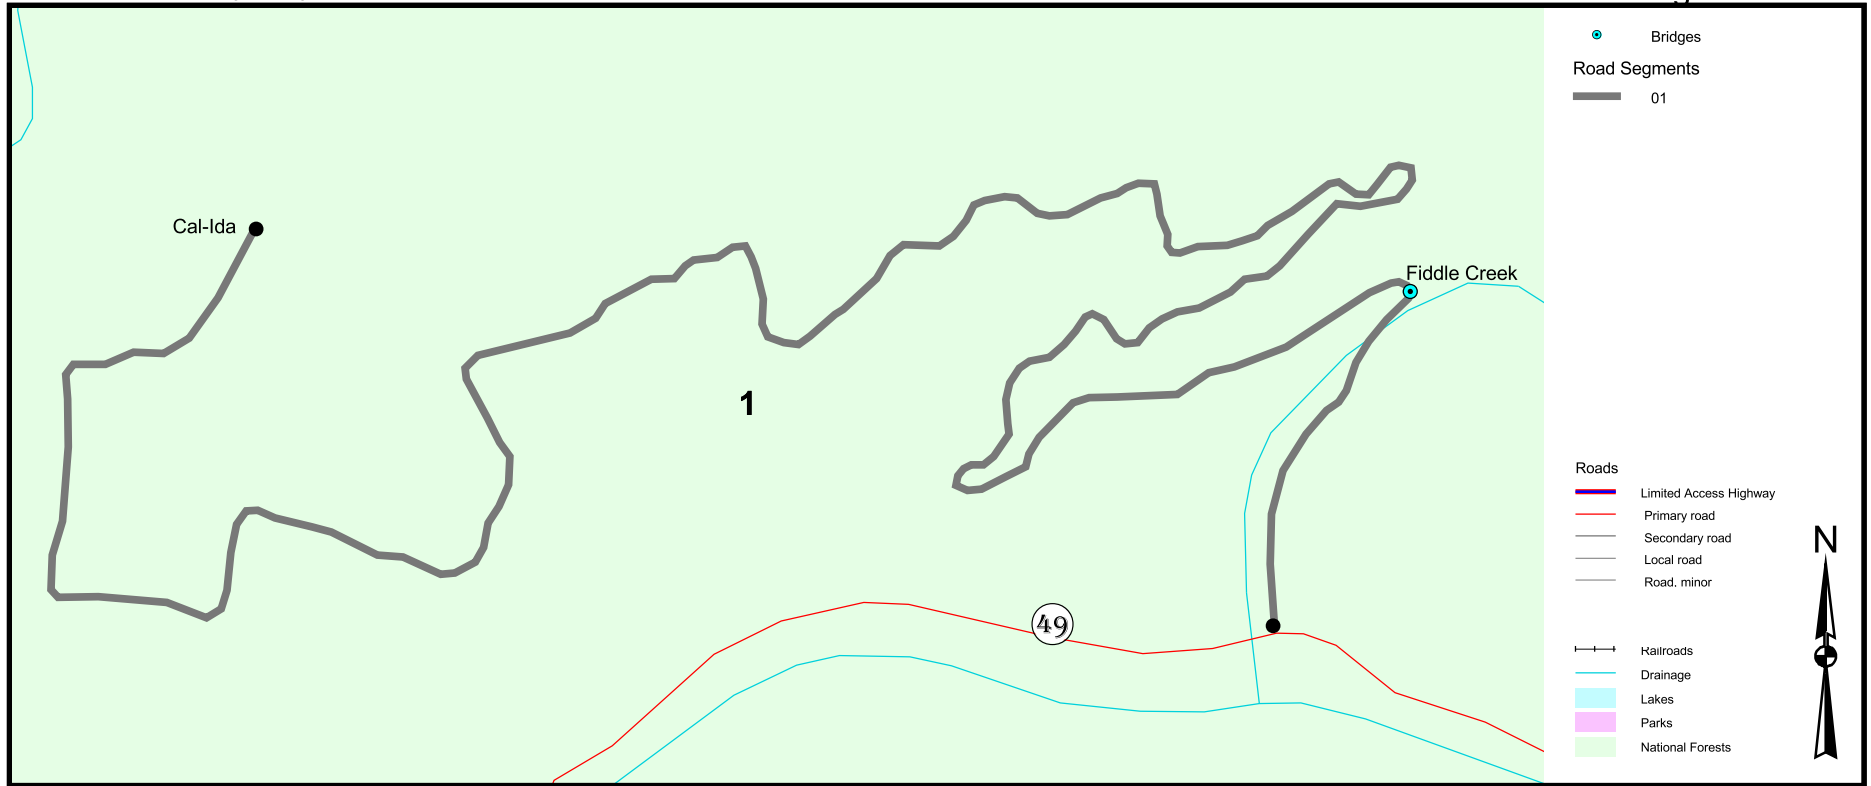 Bridges
Road Segments
01
Cal-Ida
Fiddle Creek
1
49
Roads
Limited Access Highway
Primary road
Secondary road
Local road
Road, minor
N
Railroads
Drainage
Lakes
Parks
National Forests